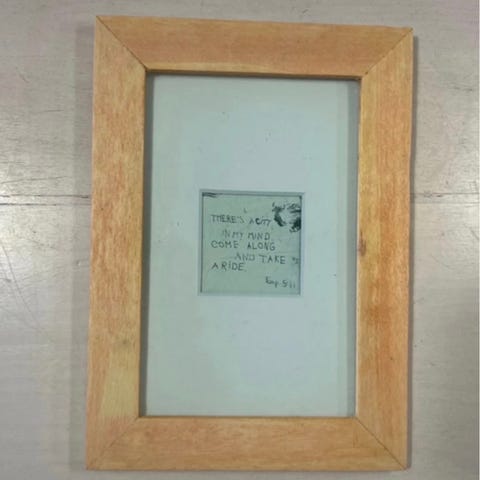 THERE'S A CITY
IN MY MIND
COME ALONG
AND TAKE
A RIDE